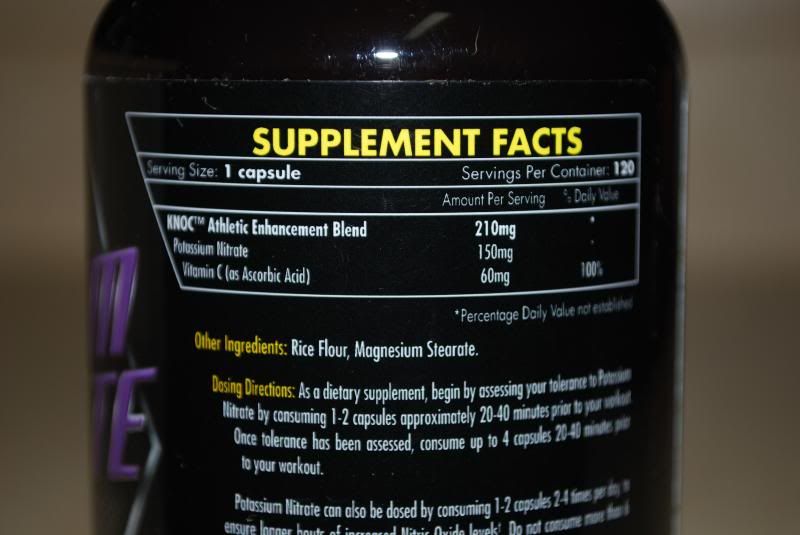 SUPPLEMENT FACTS
Serving Size: 1 capsule Servings Per Container: 120
Amount Per Serving % Daily Value
KNOC™ Athletic Enhancement Blend 210mg *
Potassium Nitrate 150mg *
Vitamin C (as Ascorbic Acid) 60mg 100%
*Percentage Daily Value not established
Other Ingredients: Rice Flour, Magnesium Stearate.
Dosing Directions: As a dietary supplement, begin by assessing your tolerance to Potassium
Nitrate by consuming 1-2 capsules approximately 20-40 minutes prior to your workout.
Once tolerance has been assessed, consume up to 4 capsules 20-40 minutes prior
to your workout.
Potassium Nitrate can also be dosed by consuming 1-2 capsules 2-4 times per day, to
ensure longer bouts of increased Nitric Oxide levels† Do not consume more than
TE